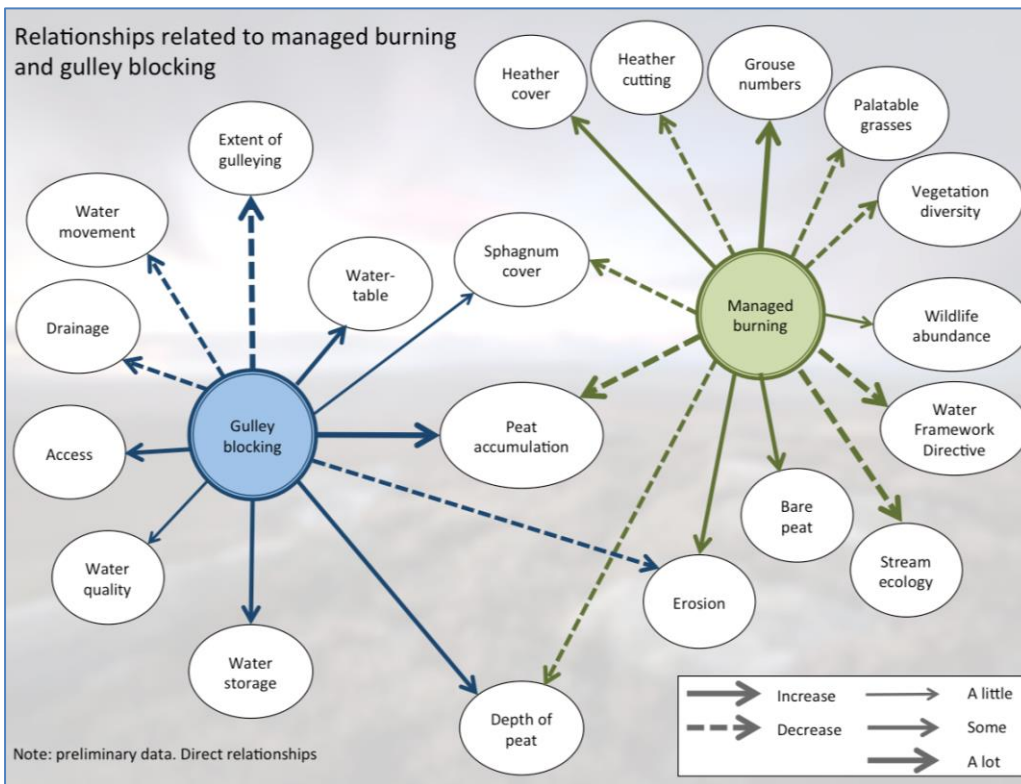 Relationships related to managed burning
and gulley blocking
Heather
cover
Heather
cutting
Grouse
numbers
Palatable
grasses
Extent of
gulleying
Vegetation
diversity
Water
movement
Water-
table
Sphagnum
cover
Managed
burning
Wildlife
abundance
Drainage
Gulley
blocking
Peat
accumulation
Water
Framework
Directive
Access
Bare
peat
Stream
ecology
Water
quality
Erosion
Water
storage
Depth of
peat
Increase
A little
Decrease
Some
A lot
Note: preliminary data. Direct relationships